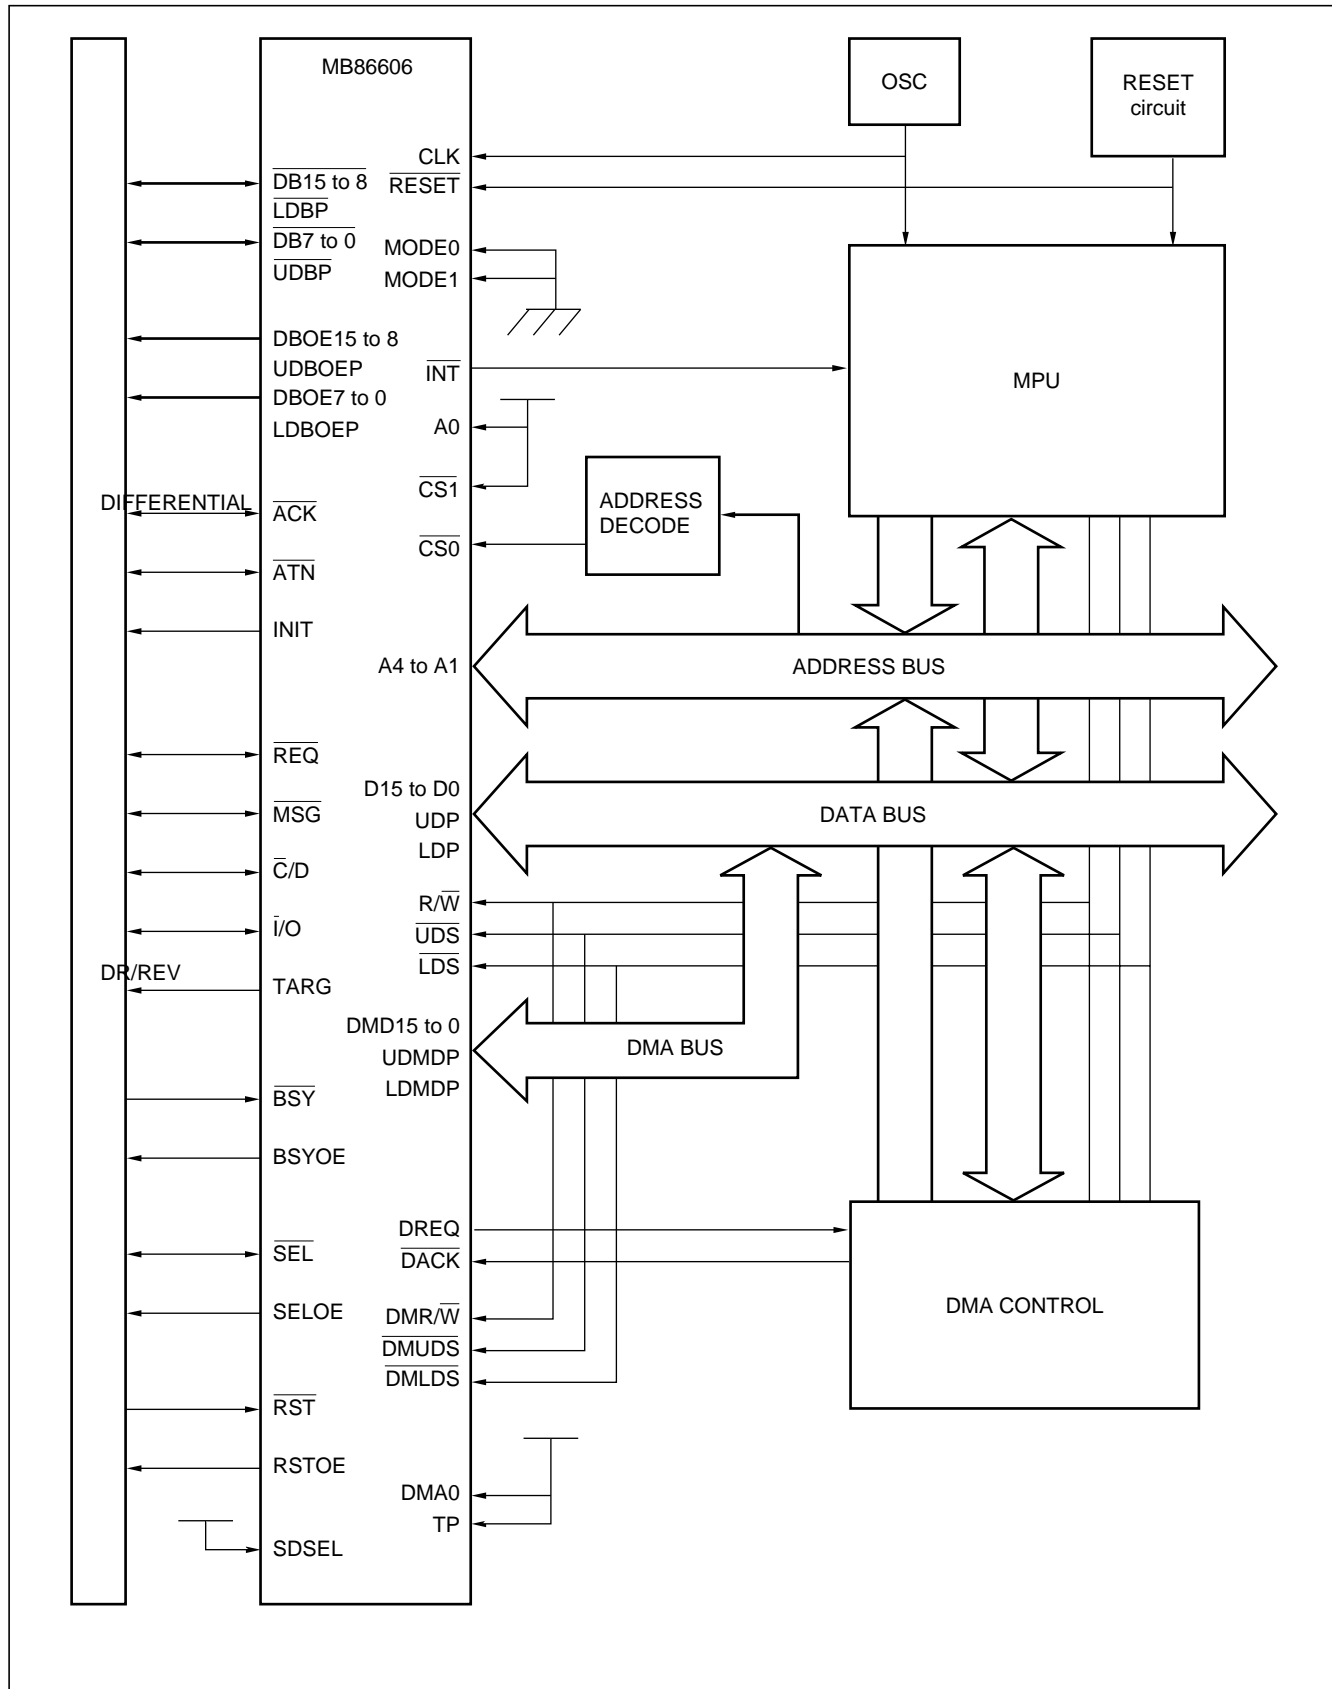 MB86606
OSC
RESET
circuit
CLK
RESET
DB15 to 8
LDBP
DB7 to 0
UDBP
MODE0
MODE1
DBOE15 to 8
UDBOEP
DBOE7 to 0
LDBOEP
INT
MPU
A0
CS1
CS0
ADDRESS
DECODE
DIFFERENTIAL
ACK
ATN
INIT
A4 to A1
ADDRESS BUS
REQ
MSG
C/D
I/O
D15 to D0
UDP
LDP
DATA BUS
R/W
UDS
LDS
DR/REV
TARG
DMD15 to 0
UDMDP
LDMDP
DMA BUS
BSY
BSYOE
SEL
SELOE
DREQ
DACK
DMR/W
DMUDS
DMLDS
DMA CONTROL
RST
RSTOE
SDSEL
DMA0
TP